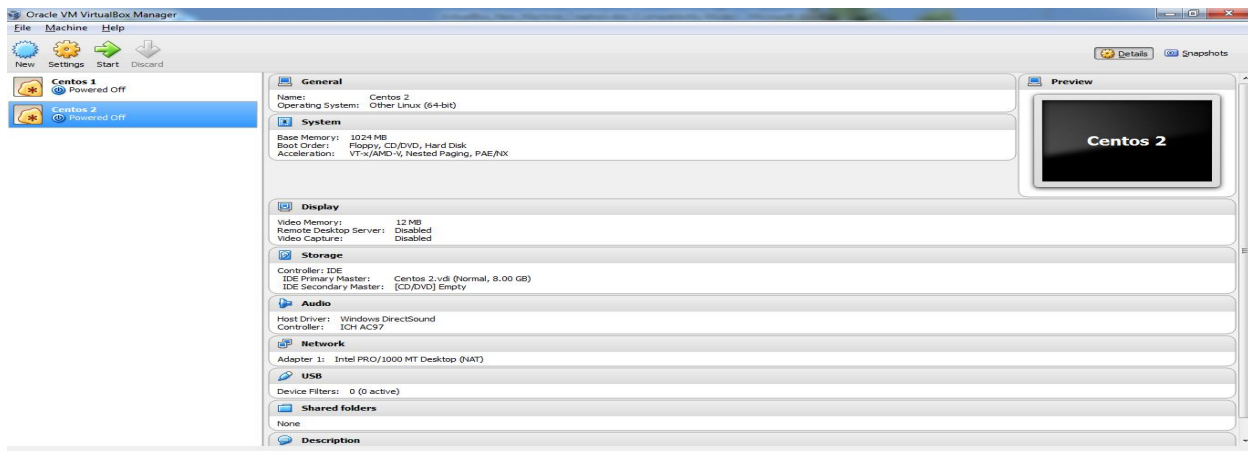 Oracle VM VirtualBox Manager
File Machine Help
New Settings Start Discard
Details Snapshots
Centos 1
Powered Off
Centos 2
Powered Off
General
Name: Centos 2
Operating System: Other Linux (64-bit)
System
Base Memory: 1024 MB
Boot Order: Floppy, CD/DVD, Hard Disk
Acceleration: VT-x/AMD-V, Nested Paging, PAE/NX
Preview
Centos 2
Display
Video Memory: 12 MB
Remote Desktop Server: Disabled
Video Capture: Disabled
Storage
Controller: IDE
IDE Primary Master: Centos 2.vdi (Normal, 8.00 GB)
IDE Secondary Master: [CD/DVD] Empty
Audio
Host Driver: Windows DirectSound
Controller: ICH AC97
Network
Adapter 1: Intel PRO/1000 MT Desktop (NAT)
USB
Device Filters: 0 (0 active)
Shared folders
None
Description